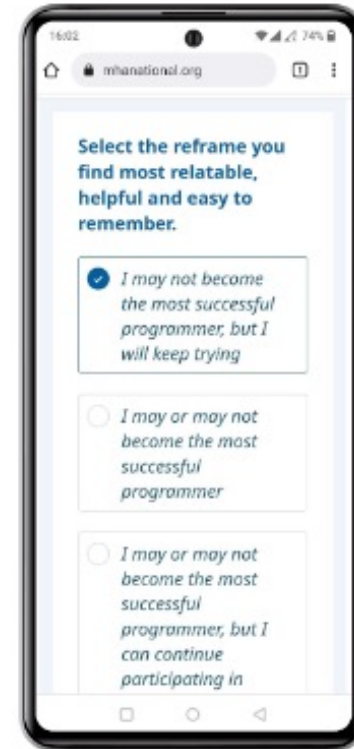 16:02 74%
mhanational.org 1
Select the reframe you
find most relatable,
helpful and easy to
remember.
I may not become
the most successful
programmer, but I
will keep trying
I may or may not
become the most
successful
programmer
I may or may not
become the most
successful
programmer, but I
can continue
participating in